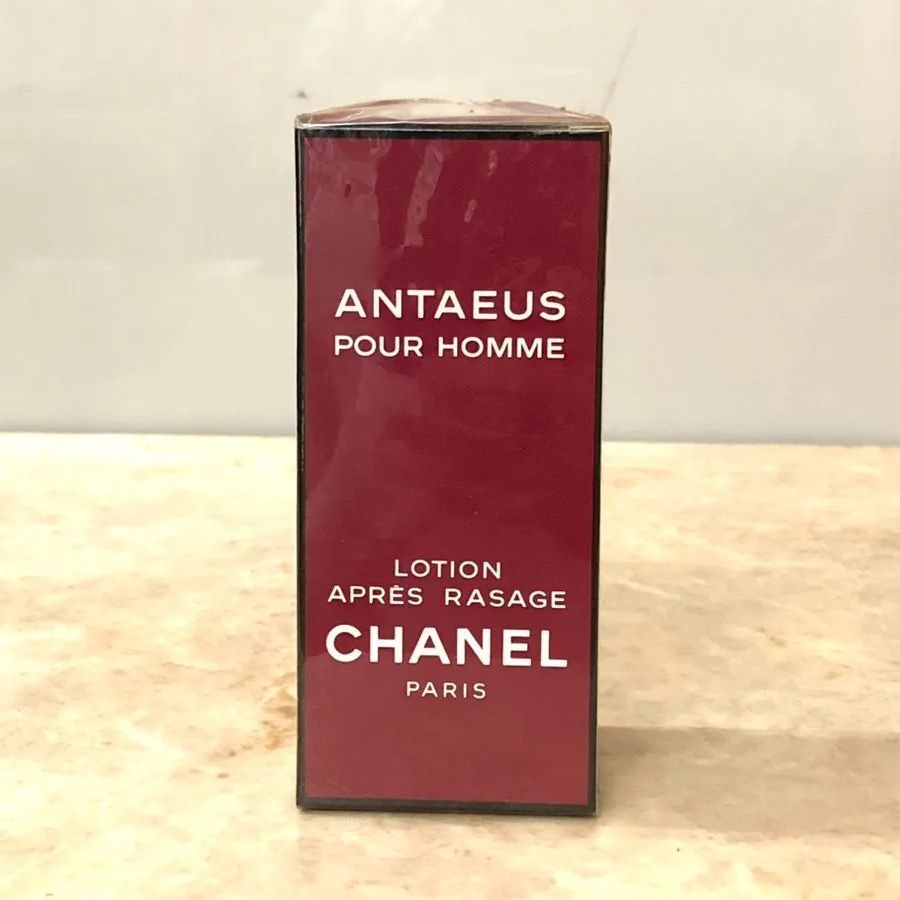 ANTAEUS
POUR HOMME
LOTION
APRÈS RASAGE
CHANEL
PARIS